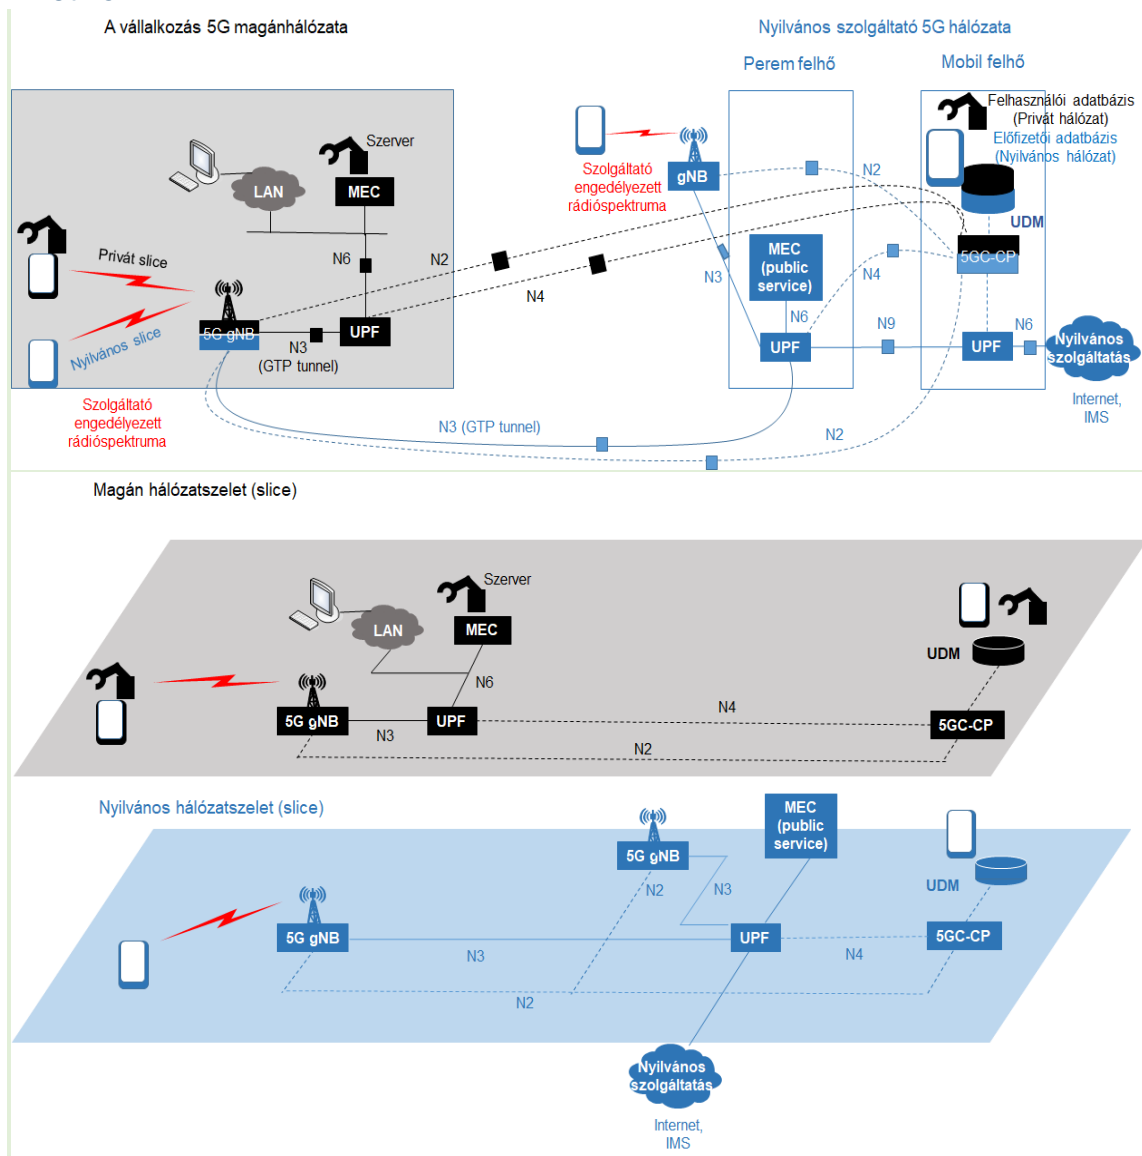 A vállalkozás 5G magánhálózata
Nyilvános szolgáltató 5G hálózata
Perem felhő
Mobil felhő
Felhasználói adatbázis
(Privát hálózat)
Előfizetői adatbázis
(Nyilvános hálózat)
UDM
Szerver
LAN
MEC
N6
N2
N4
Privát slice
Nyilvános slice
5G gNB
N3
(GTP tunnel)
UPF
Szolgáltató
engedélyezett
rádióspektruma
Szolgáltató
engedélyezett
rádióspektruma
gNB
N2
N3
MEC
(public
service)
N4
N6
UPF
N9
5GC-CP
UPF
N6
Nyilvános
szolgáltatás
Internet,
IMS
N3 (GTP tunnel)
N2
Magán hálózatszelet (slice)
Szerver
LAN
MEC
N6
5G gNB
N3
UPF
N4
N2
UDM
5GC-CP
Nyilvános hálózatszelet (slice)
MEC
(public
service)
5G gNB
N2
N3
UDM
5G gNB
N3
UPF
N4
5GC-CP
N2
Nyilvános
szolgáltatás
Internet,
IMS